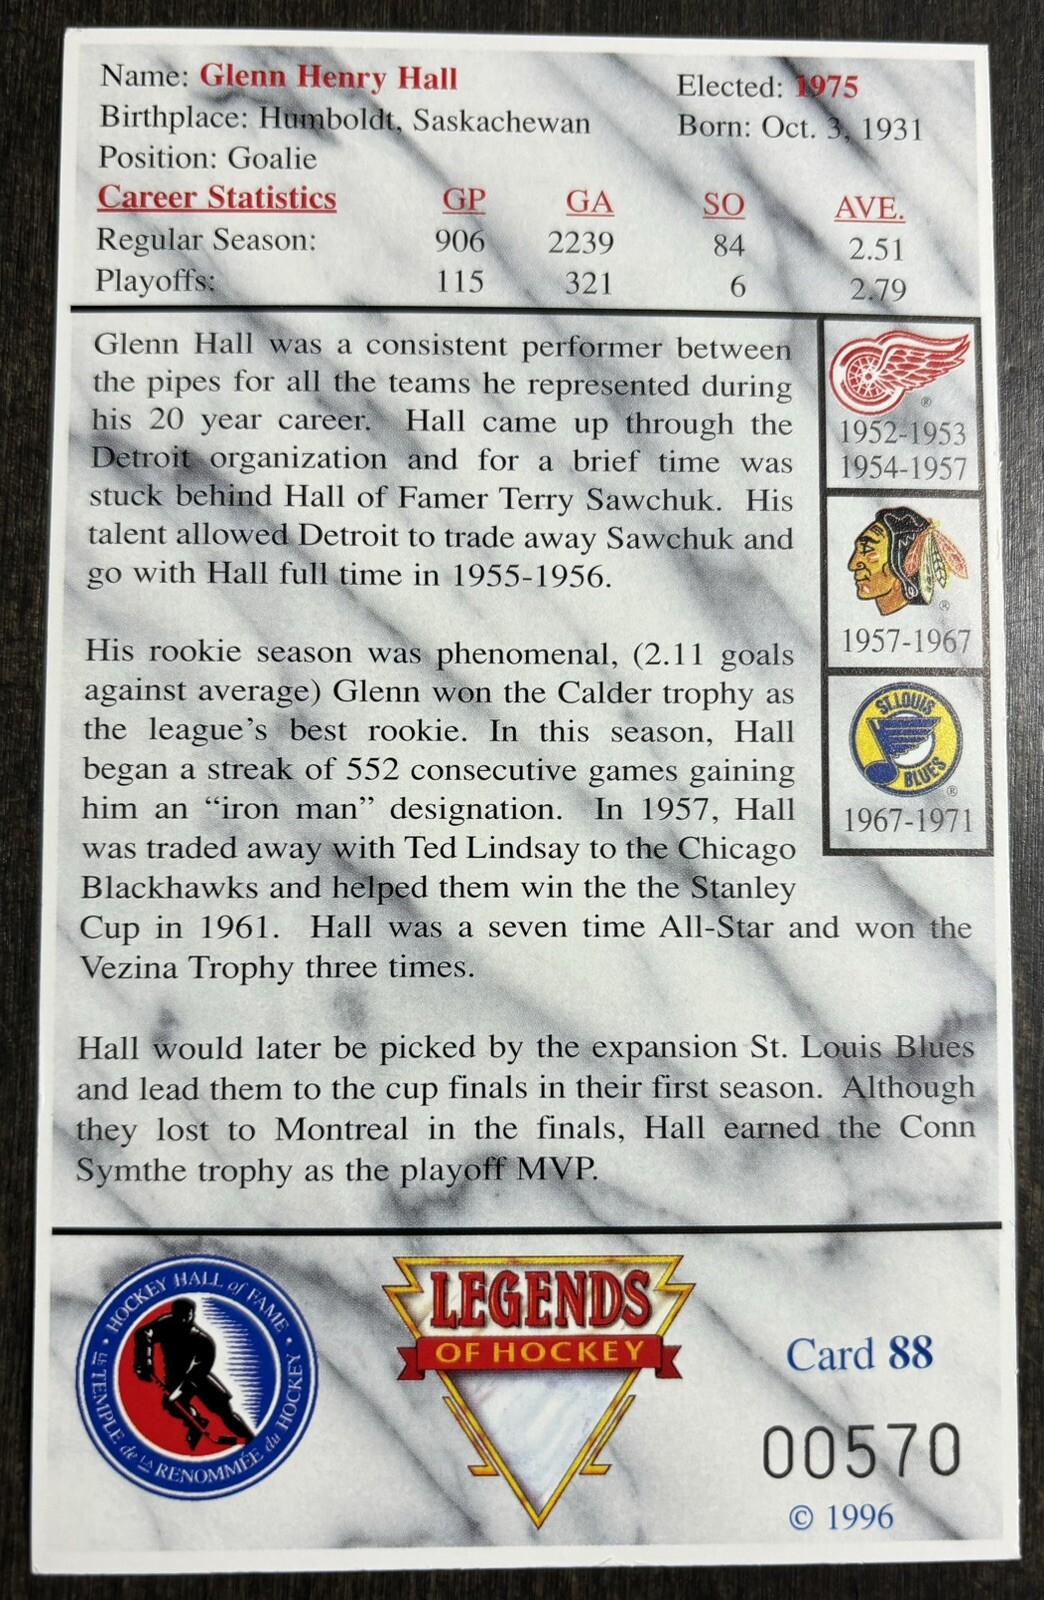 Name: Glenn Henry Hall
Elected: 1975
Birthplace: Humboldt, Saskachewan
Born: Oct. 3, 1931
Position: Goalie
Career Statistics GP GA SO AVE.
Regular Season: 906 2239 84 2.51
Playoffs: 115 321 6 2.79
Glenn Hall was a consistent performer between
the pipes for all the teams he represented during
his 20 year career. Hall came up through the
Detroit organization and for a brief time was
stuck behind Hall of Famer Terry Sawchuk. His
talent allowed Detroit to trade away Sawchuk and
go with Hall full time in 1955-1956.
His rookie season was phenomenal, (2.11 goals
against average) Glenn won the Calder trophy as
the league's best rookie. In this season, Hall
began a streak of 552 consecutive games gaining
him an "iron man" designation. In 1957, Hall
was traded away with Ted Lindsay to the Chicago
Blackhawks and helped them win the the Stanley
Cup in 1961. Hall was a seven time All-Star and won the
Vezina Trophy three times.
Hall would later be picked by the expansion St. Louis Blues
and lead them to the cup finals in their first season. Although
they lost to Montreal in the finals, Hall earned the Conn
Symthe trophy as the playoff MVP.
®
1952-1953
1954-1957
®
1957-1967
ST. LOUIS
BLUES
®
1967-1971
• HOCKEY HALL of FAME •
LE TEMPLE de LA RENOMMÉE du HOCKEY
LEGENDS
OF HOCKEY
Card 88
00570
© 1996